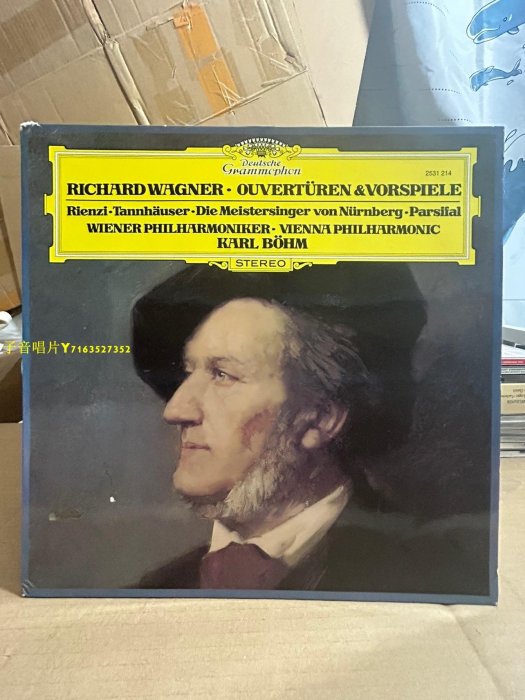 Deutsche
Grammophon
2531 214
RICHARD WAGNER · OUVERTÜREN & VORSPIELE
Rienzi · Tannhäuser · Die Meistersinger von Nürnberg · Parsifal
WIENER PHILHARMONIKER · VIENNA PHILHARMONIC
KARL BÖHM
STEREO
子音唱片Y7163527352